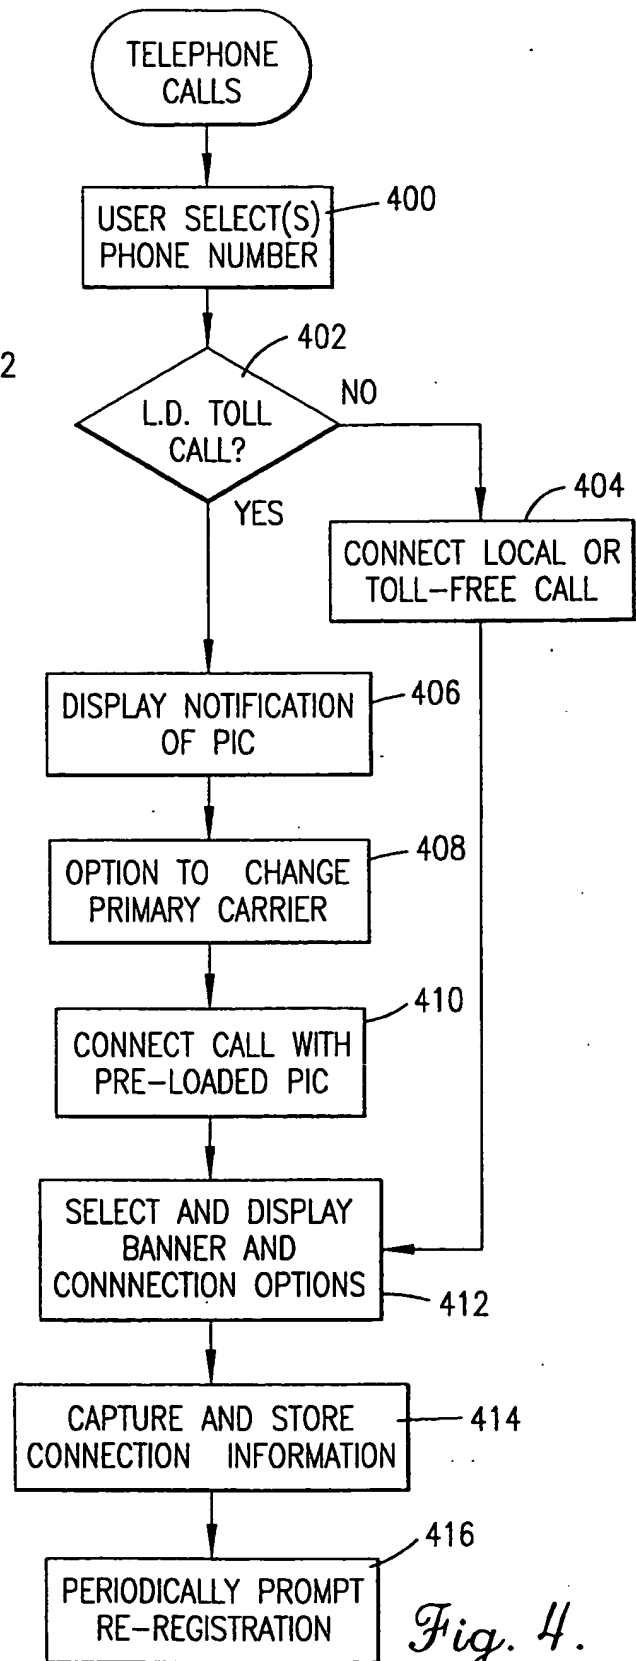 TELEPHONE
CALLS
USER SELECT(S)
PHONE NUMBER
400
402
2
L.D. TOLL
CALL?
NO
YES
404
CONNECT LOCAL OR
TOLL-FREE CALL
DISPLAY NOTIFICATION
OF PIC
406
OPTION TO CHANGE
PRIMARY CARRIER
408
410
CONNECT CALL WITH
PRE-LOADED PIC
SELECT AND DISPLAY
BANNER AND
CONNNECTION OPTIONS
412
CAPTURE AND STORE
CONNECTION INFORMATION
414
416
PERIODICALLY PROMPT
RE-REGISTRATION
Fig. 4.